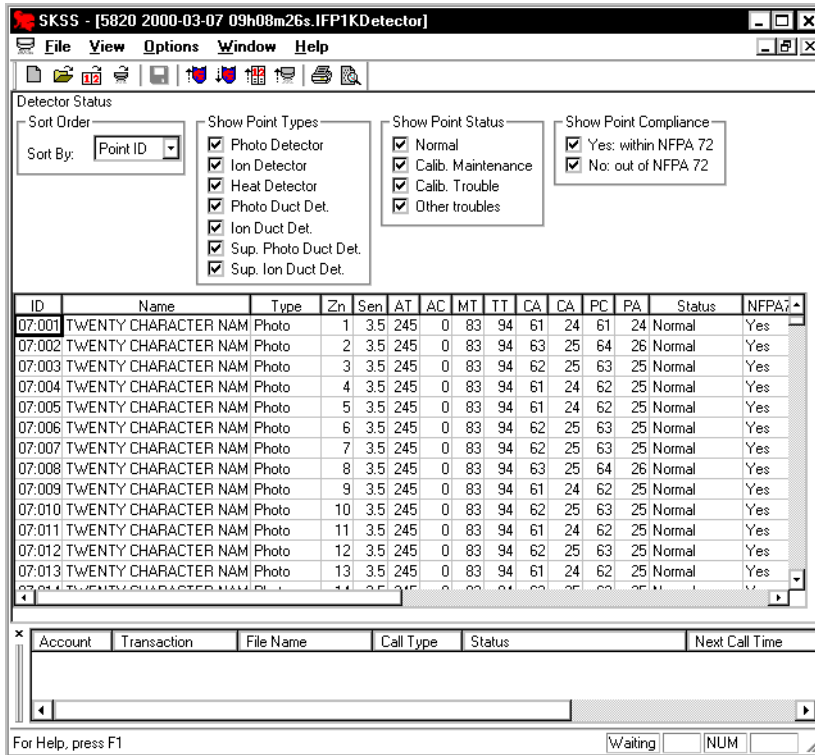 SKSS - [5820 2000-03-07 09h08m26s.IFP1KDetector]
File View Options Window Help
Detector Status
Sort Order
Sort By: Point ID
Show Point Types
Photo Detector
Ion Detector
Heat Detector
Photo Duct Det.
Ion Duct Det.
Sup. Photo Duct Det.
Sup. Ion Duct Det.
Show Point Status
Normal
Calib. Maintenance
Calib. Trouble
Other troubles
Show Point Compliance
Yes: within NFPA 72
No: out of NFPA 72
ID Name Type Zn Sen AT AC MT TT CA CA PC PA Status NFPA7
07:001 TWENTY CHARACTER NAM Photo 1 3.5 245 0 83 94 61 24 61 24 Normal Yes
07:002 TWENTY CHARACTER NAM Photo 2 3.5 245 0 83 94 63 25 64 26 Normal Yes
07:003 TWENTY CHARACTER NAM Photo 3 3.5 245 0 83 94 62 25 63 25 Normal Yes
07:004 TWENTY CHARACTER NAM Photo 4 3.5 245 0 83 94 61 24 62 25 Normal Yes
07:005 TWENTY CHARACTER NAM Photo 5 3.5 245 0 83 94 61 24 62 25 Normal Yes
07:006 TWENTY CHARACTER NAM Photo 6 3.5 245 0 83 94 62 25 63 25 Normal Yes
07:007 TWENTY CHARACTER NAM Photo 7 3.5 245 0 83 94 62 25 63 25 Normal Yes
07:008 TWENTY CHARACTER NAM Photo 8 3.5 245 0 83 94 63 25 64 26 Normal Yes
07:009 TWENTY CHARACTER NAM Photo 9 3.5 245 0 83 94 61 24 62 25 Normal Yes
07:010 TWENTY CHARACTER NAM Photo 10 3.5 245 0 83 94 62 25 63 25 Normal Yes
07:011 TWENTY CHARACTER NAM Photo 11 3.5 245 0 83 94 61 24 62 25 Normal Yes
07:012 TWENTY CHARACTER NAM Photo 12 3.5 245 0 83 94 62 25 63 25 Normal Yes
07:013 TWENTY CHARACTER NAM Photo 13 3.5 245 0 83 94 61 24 62 25 Normal Yes
Account Transaction File Name Call Type Status Next Call Time
For Help, press F1 Waiting NUM